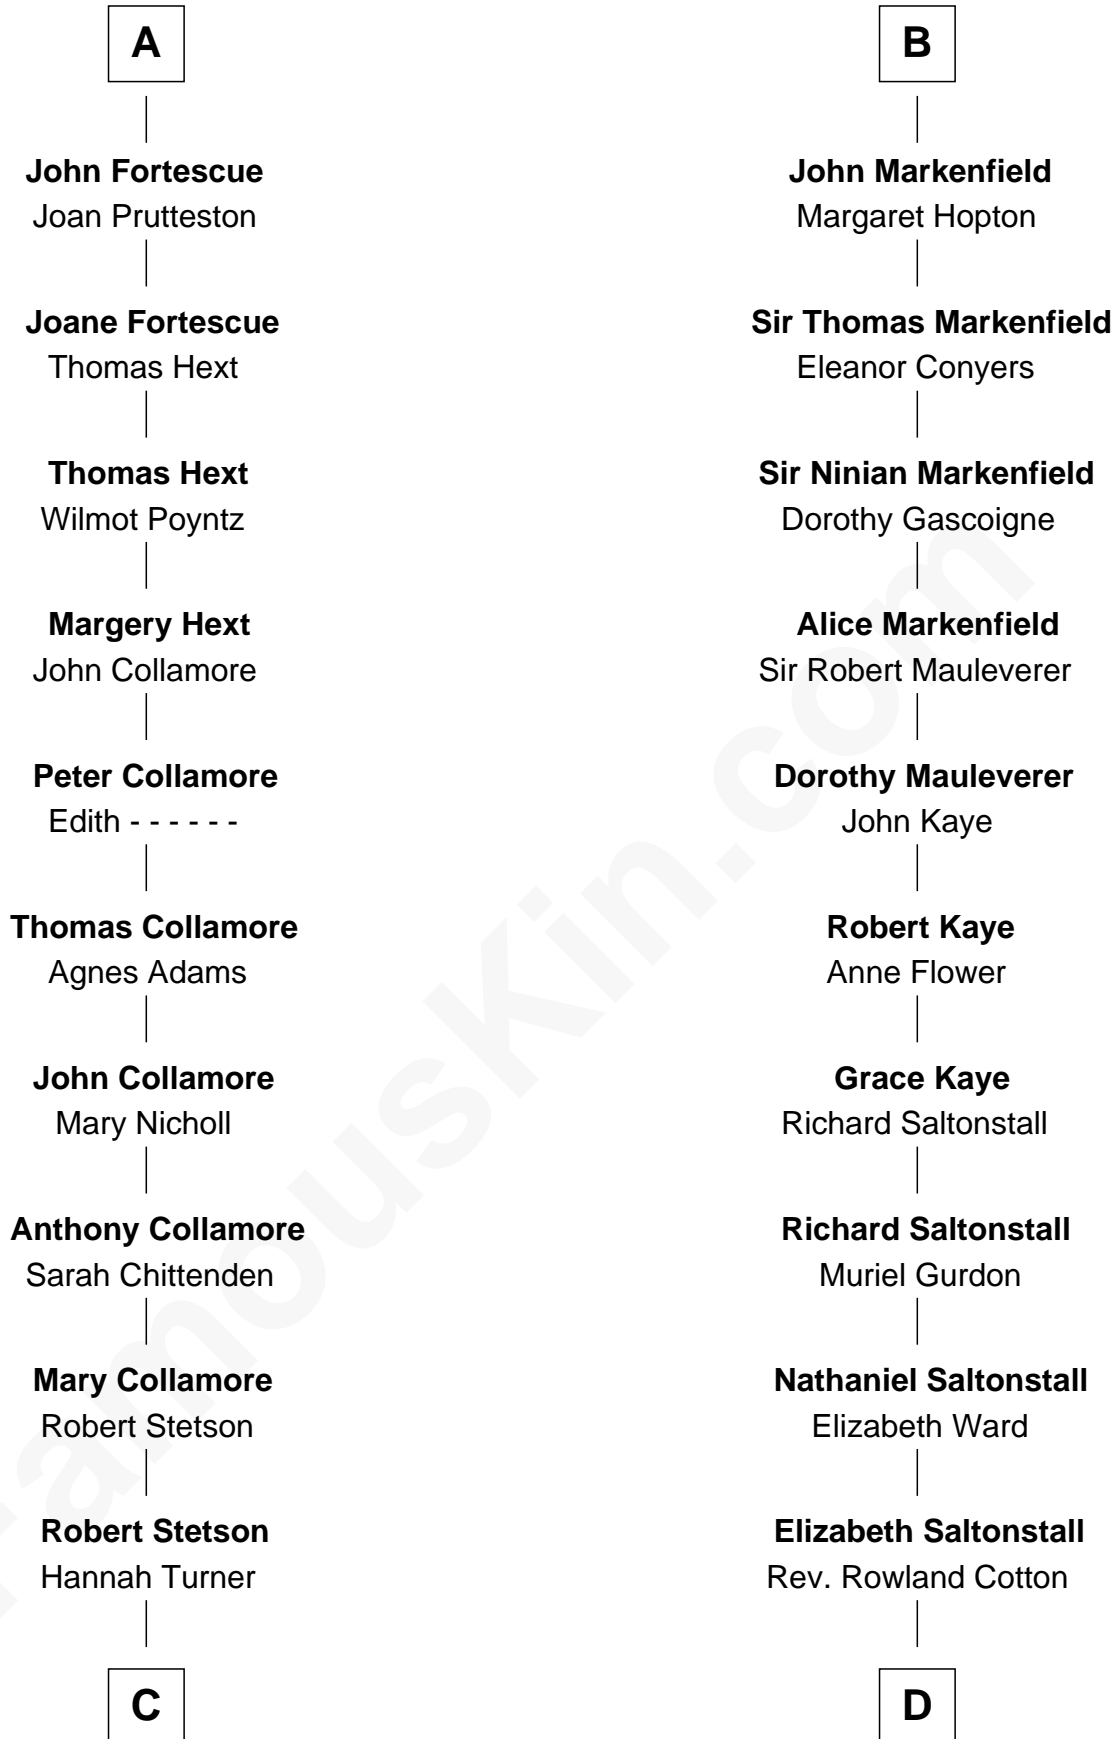 A
John Fortescue
Joan Prutteston
Joane Fortescue
Thomas Hext
Thomas Hext
Wilmot Poyntz
Margery Hext
John Collamore
Peter Collamore
Edith - - - - - -
Thomas Collamore
Agnes Adams
John Collamore
Mary Nicholl
Anthony Collamore
Sarah Chittenden
Mary Collamore
Robert Stetson
Robert Stetson
Hannah Turner
C
B
John Markenfield
Margaret Hopton
Sir Thomas Markenfield
Eleanor Conyers
Sir Ninian Markenfield
Dorothy Gascoigne
Alice Markenfield
Sir Robert Mauleverer
Dorothy Mauleverer
John Kaye
Robert Kaye
Anne Flower
Grace Kaye
Richard Saltonstall
Richard Saltonstall
Muriel Gurdon
Nathaniel Saltonstall
Elizabeth Ward
Elizabeth Saltonstall
Rev. Rowland Cotton
D
FamousKin.com